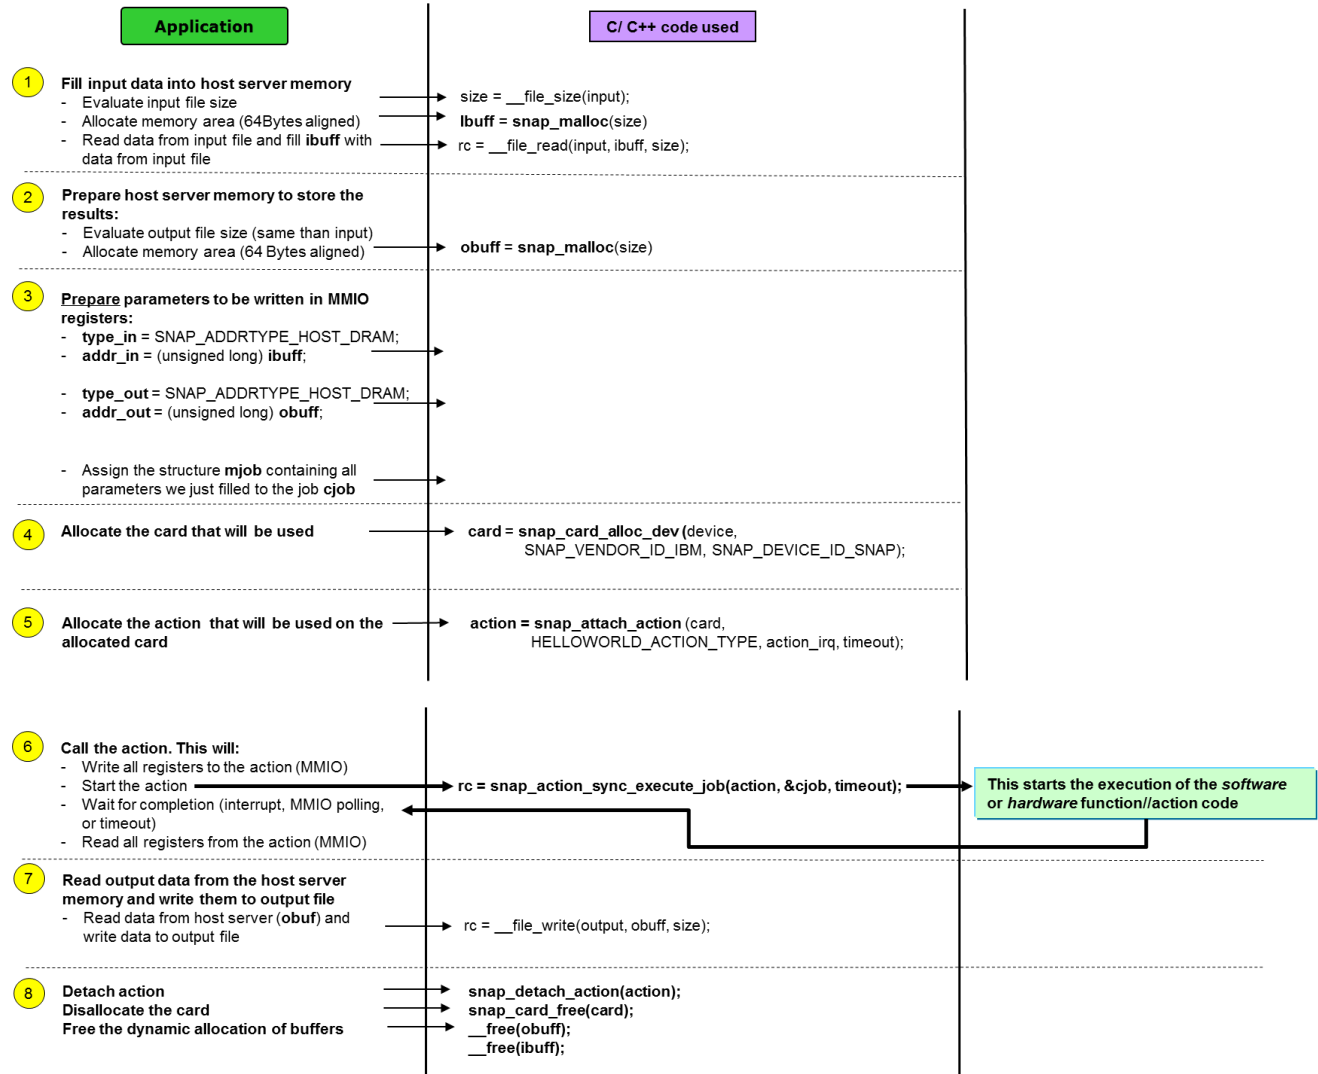 Application
C/ C++ code used
1
Fill input data into host server memory
- Evaluate input file size
size = __file_size(input);
- Allocate memory area (64Bytes aligned)
Ibuff = snap_malloc(size)
- Read data from input file and fill ibuff with
data from input file
rc = __file_read(input, ibuff, size);
2
Prepare host server memory to store the
results:
- Evaluate output file size (same than input)
- Allocate memory area (64 Bytes aligned)
obuff = snap_malloc(size)
3
Prepare parameters to be written in MMIO
registers:
- type_in = SNAP_ADDRTYPE_HOST_DRAM;
- addr_in = (unsigned long) ibuff;
- type_out = SNAP_ADDRTYPE_HOST_DRAM;
- addr_out = (unsigned long) obuff;
- Assign the structure mjob containing all
parameters we just filled to the job cjob
4
Allocate the card that will be used
card = snap_card_alloc_dev (device,
SNAP_VENDOR_ID_IBM, SNAP_DEVICE_ID_SNAP);
5
Allocate the action that will be used on the
allocated card
action = snap_attach_action (card,
HELLOWORLD_ACTION_TYPE, action_irq, timeout);
6
Call the action. This will:
- Write all registers to the action (MMIO)
- Start the action
- Wait for completion (interrupt, MMIO polling,
or timeout)
- Read all registers from the action (MMIO)
rc = snap_action_sync_execute_job(action, &cjob, timeout);
This starts the execution of the software
or hardware function//action code
7
Read output data from the host server
memory and write them to output file
- Read data from host server (obuf) and
write data to output file
rc = __file_write(output, obuff, size);
8
Detach action
snap_detach_action(action);
Disallocate the card
snap_card_free(card);
Free the dynamic allocation of buffers
__free(obuff);
__free(ibuff);